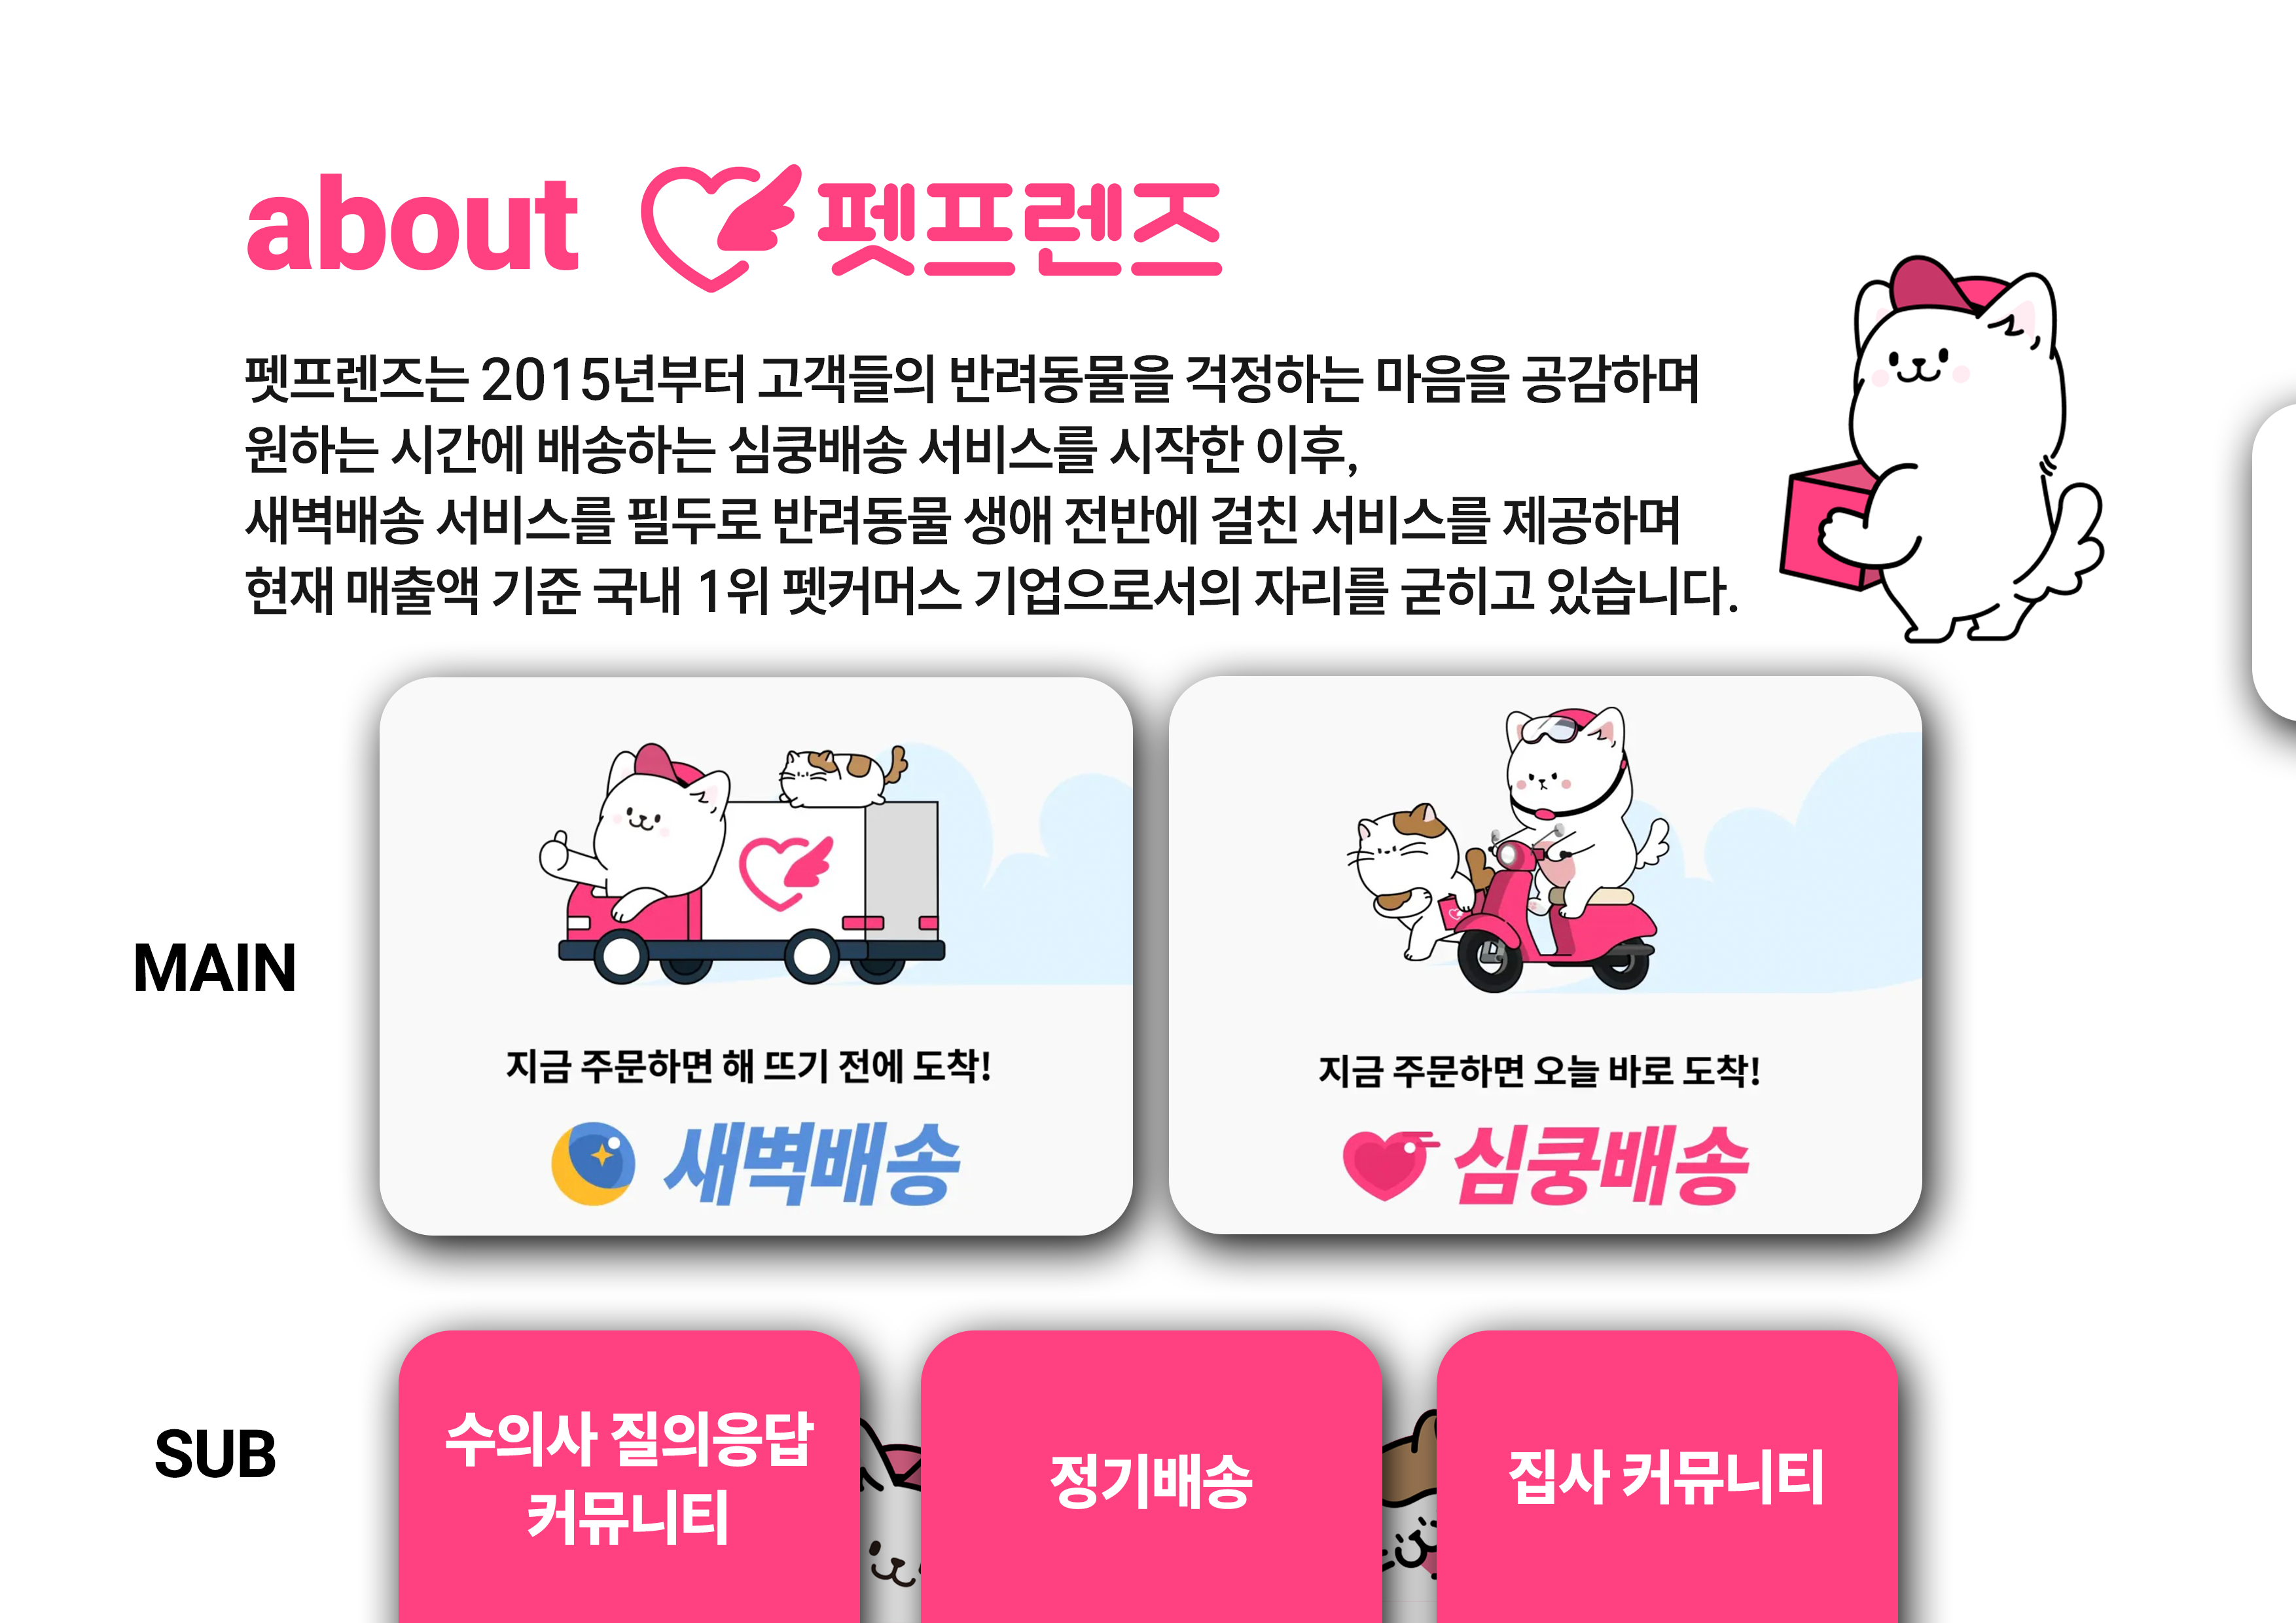 about 펫프렌즈
펫프렌즈는 2015년부터 고객들의 반려동물을 걱정하는 마음을 공감하며
원하는 시간에 배송하는 심쿵배송 서비스를 시작한 이후,
새벽배송 서비스를 필두로 반려동물 생애 전반에 걸친 서비스를 제공하며
현재 매출액 기준 국내 1위 펫커머스 기업으로서의 자리를 굳히고 있습니다.
MAIN
지금 주문하면 해 뜨기 전에 도착!
새벽배송
지금 주문하면 오늘 바로 도착!
심쿵배송
SUB
수의사 질의응답
커뮤니티
정기배송
집사 커뮤니티